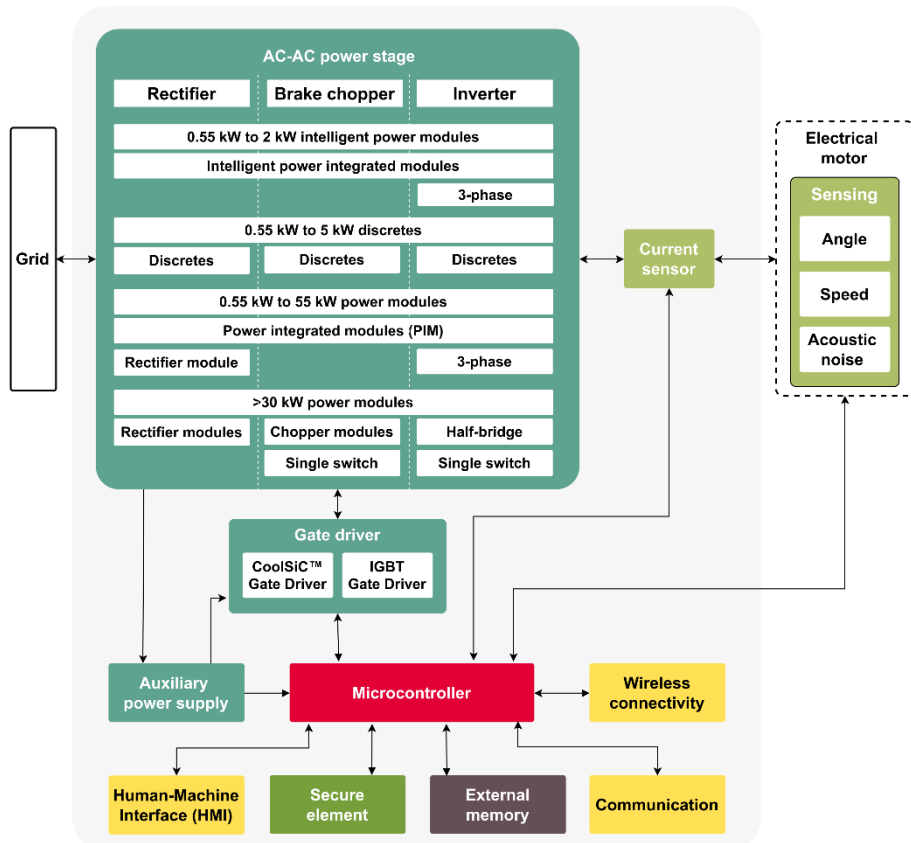 AC-AC power stage
Rectifier
Brake chopper
Inverter
0.55 kW to 2 kW intelligent power modules
Intelligent power integrated modules
3-phase
0.55 kW to 5 kW discretes
Discretes
Discretes
Discretes
0.55 kW to 55 kW power modules
Power integrated modules (PIM)
Rectifier module
3-phase
>30 kW power modules
Rectifier modules
Chopper modules
Half-bridge
Single switch
Single switch
Grid
Current
sensor
Electrical
motor
Sensing
Angle
Speed
Acoustic
noise
Gate driver
CoolSiC™
Gate Driver
IGBT
Gate Driver
Auxiliary
power supply
Microcontroller
Wireless
connectivity
Human-Machine
Interface (HMI)
Secure
element
External
memory
Communication